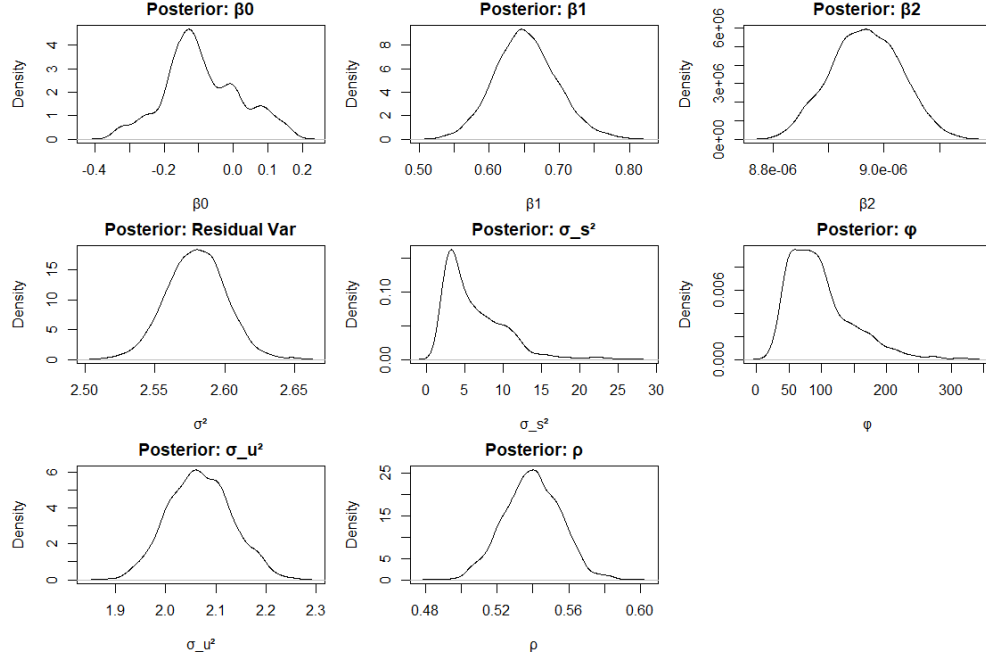 Posterior: β0
Density
0 1 2 3 4
-0.4 -0.2 0.0 0.1 0.2
β0
Posterior: β1
Density
0 2 4 6 8
0.50 0.60 0.70 0.80
β1
Posterior: β2
Density
0e+00 3e+06 6e+06
8.8e-06 9.0e-06
β2
Posterior: Residual Var
Density
0 5 10 15
2.50 2.55 2.60 2.65
σ²
Posterior: σ_s²
Density
0.00 0.10
0 5 10 15 20 25 30
σ_s²
Posterior: φ
Density
0.000 0.006
0 50 100 200 300
φ
Posterior: σ_u²
Density
0 2 4 6
1.9 2.0 2.1 2.2 2.3
σ_u²
Posterior: ρ
Density
0 5 15 25
0.48 0.52 0.56 0.60
ρ